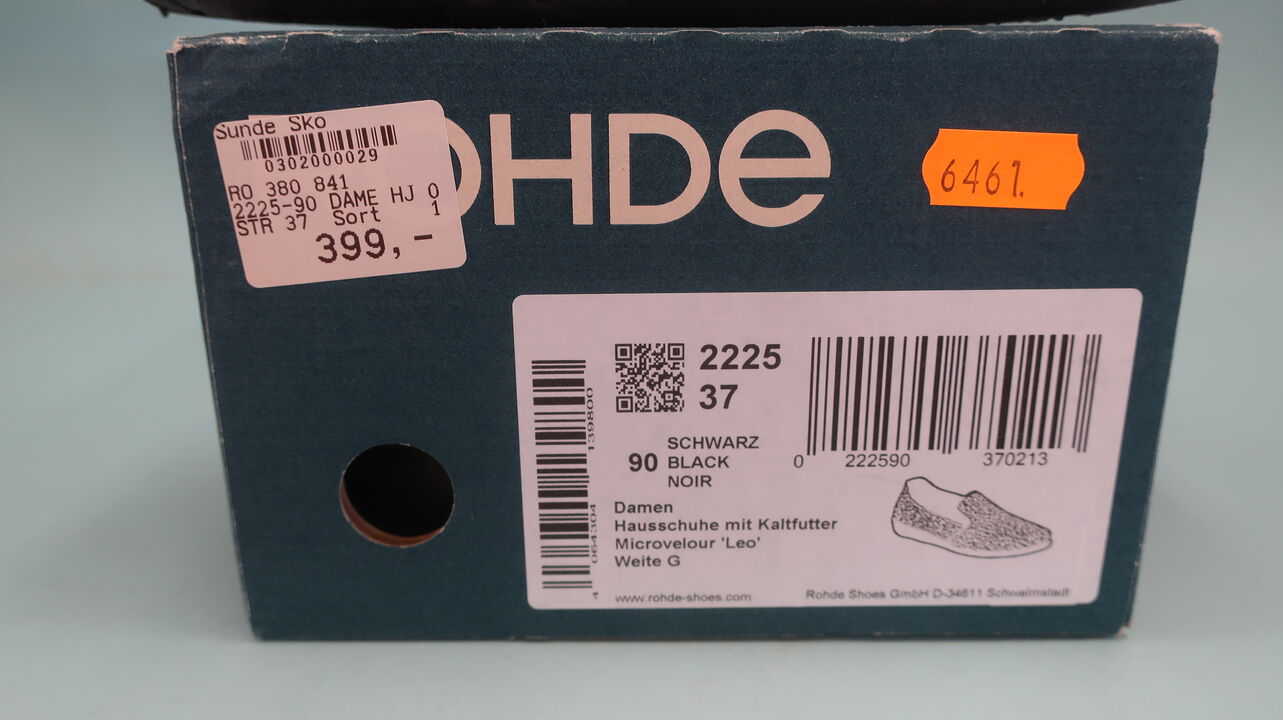 Sunde Sko
0302000029
RO 380 841
2225-90 DAME HJ 0
STR 37 Sort 1
399,-
ROHDE
6461.
2225
37
90 SCHWARZ
BLACK
NOIR
Damen
Hausschuhe mit Kaltfutter
Microvelour 'Leo'
Weite G
www.rohde-shoes.com
4 064304 139800
0 222590 370213
Rohde Shoes GmbH D-34611 Schwalmstadt